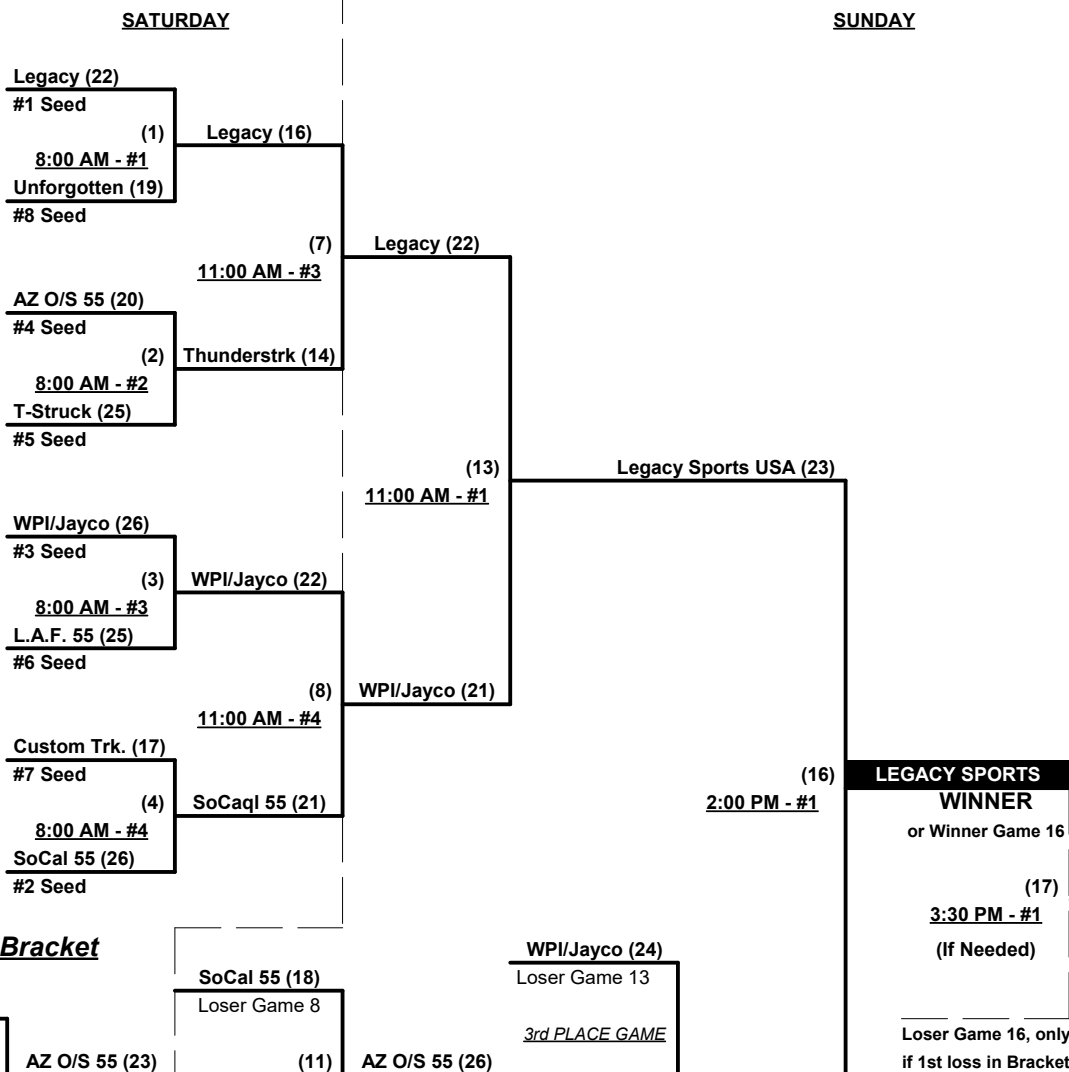 SATURDAY
SUNDAY
Legacy (22)
#1 Seed
(1)
Legacy (16)
8:00 AM - #1
Unforgotten (19)
#8 Seed
(7)
Legacy (22)
11:00 AM - #3
AZ O/S 55 (20)
#4 Seed
(2)
Thunderstrk (14)
8:00 AM - #2
T-Struck (25)
#5 Seed
(13)
Legacy Sports USA (23)
11:00 AM - #1
WPI/Jayco (26)
#3 Seed
(3)
WPI/Jayco (22)
8:00 AM - #3
L.A.F. 55 (25)
#6 Seed
(8)
WPI/Jayco (21)
11:00 AM - #4
Custom Trk. (17)
#7 Seed
(16)
LEGACY SPORTS
(4)
SoCaql 55 (21)
2:00 PM - #1
WINNER
8:00 AM - #4
or Winner Game 16
SoCal 55 (26)
#2 Seed
(17)
3:30 PM - #1
Bracket
WPI/Jayco (24)
(If Needed)
SoCal 55 (18)
Loser Game 13
Loser Game 8
3rd PLACE GAME
Loser Game 16, only
AZ O/S 55 (23)
(11)
AZ O/S 55 (26)
if 1st loss in Bracket